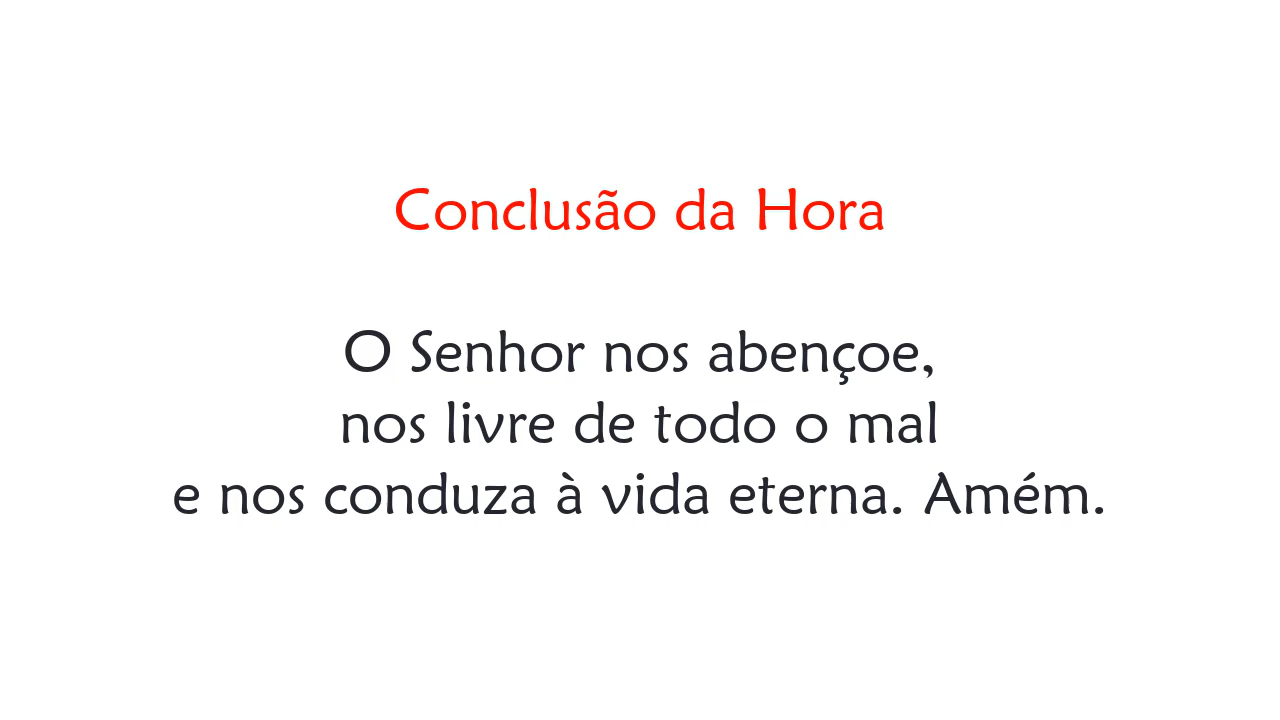 Conclusão da Hora
O Senhor nos abençoe,
nos livre de todo o mal
e nos conduza à vida eterna. Amém.